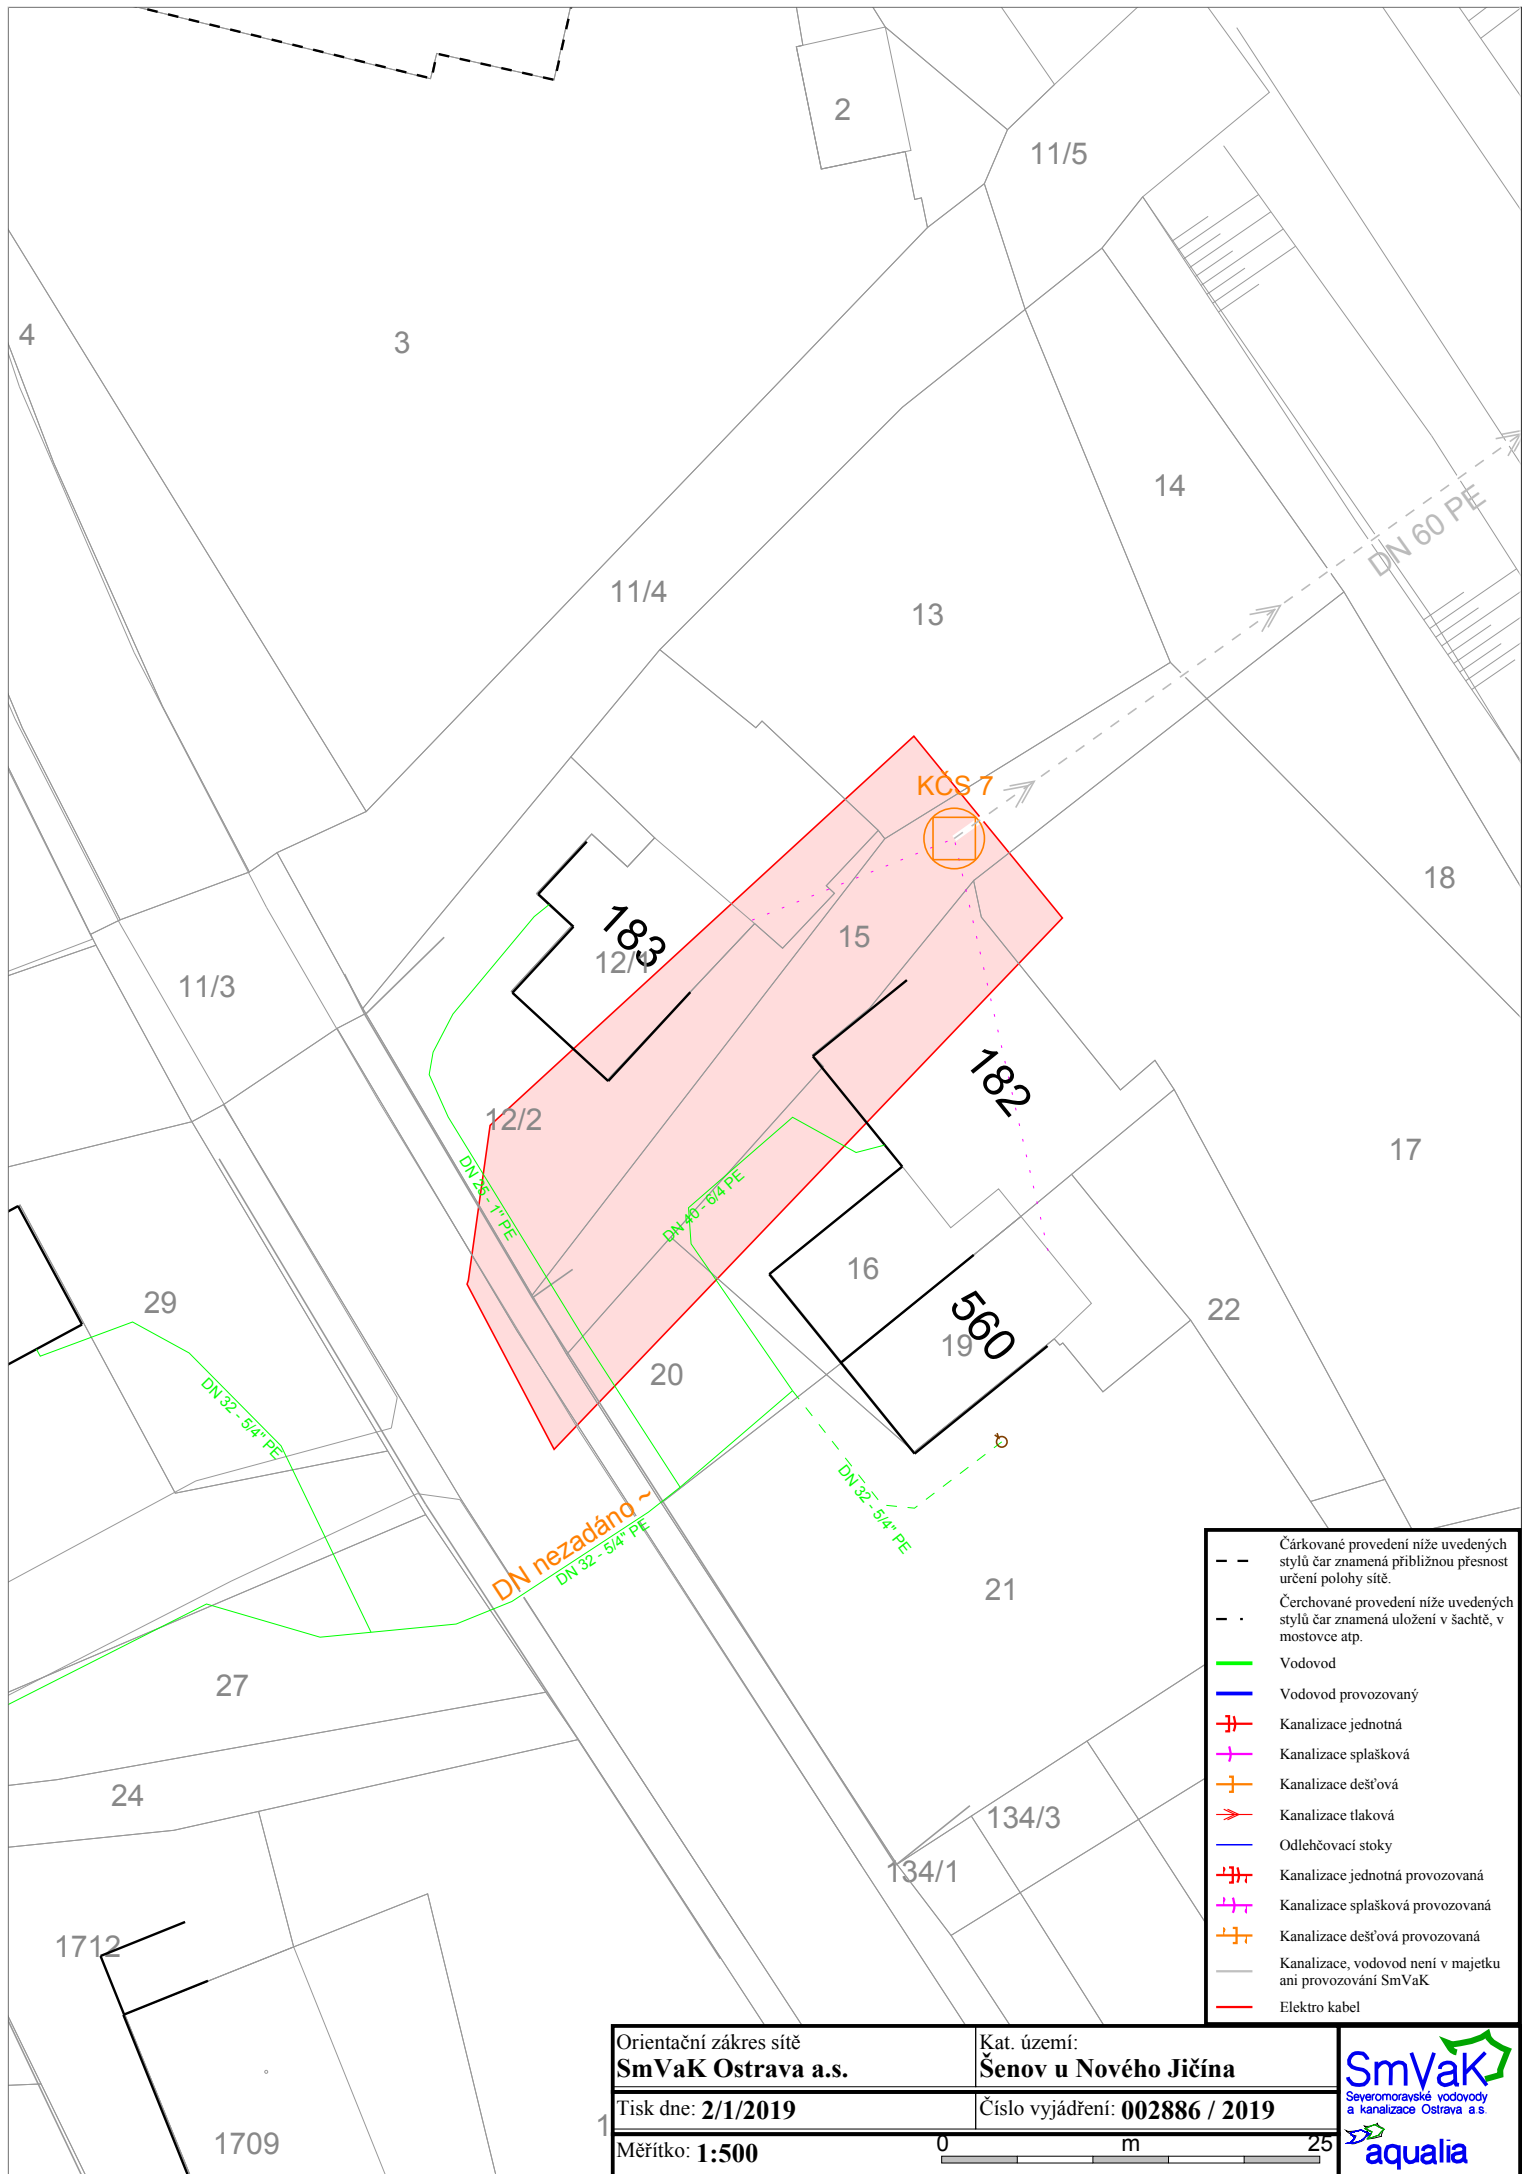 2
11/5
4
3
14
DN 60 PE
11/4
13
KČS 7
18
183
15
12/1
11/3
182
12/2
17
DN 25 - 1" PE
DN 40 - 6/4 PE
16
29
560
22
19
20
DN 32 - 5/4" PE
DN 32 - 5/4" PE
DN nezadáno ~
DN 32 - 5/4" PE
21
27
24
134/3
134/1
1712
1709
1
Čárkované provedení níže uvedených
stylů čar znamená přibližnou přesnost
určení polohy sítě.
Čerchované provedení níže uvedených
stylů čar znamená uložení v šachtě, v
mostovce atp.
Vodovod
Vodovod provozovaný
Kanalizace jednotná
Kanalizace splašková
Kanalizace dešťová
Kanalizace tlaková
Odlehčovací stoky
Kanalizace jednotná provozovaná
Kanalizace splašková provozovaná
Kanalizace dešťová provozovaná
Kanalizace, vodovod není v majetku
ani provozování SmVaK
Elektro kabel
Orientační zákres sítě
SmVaK Ostrava a.s.
Kat. území:
Šenov u Nového Jičína
Tisk dne: 2/1/2019
Číslo vyjádření: 002886 / 2019
Měřítko: 1:500
0 m 25
SmVaK
Severomoravské vodovody
a kanalizace Ostrava a.s.
aqualia